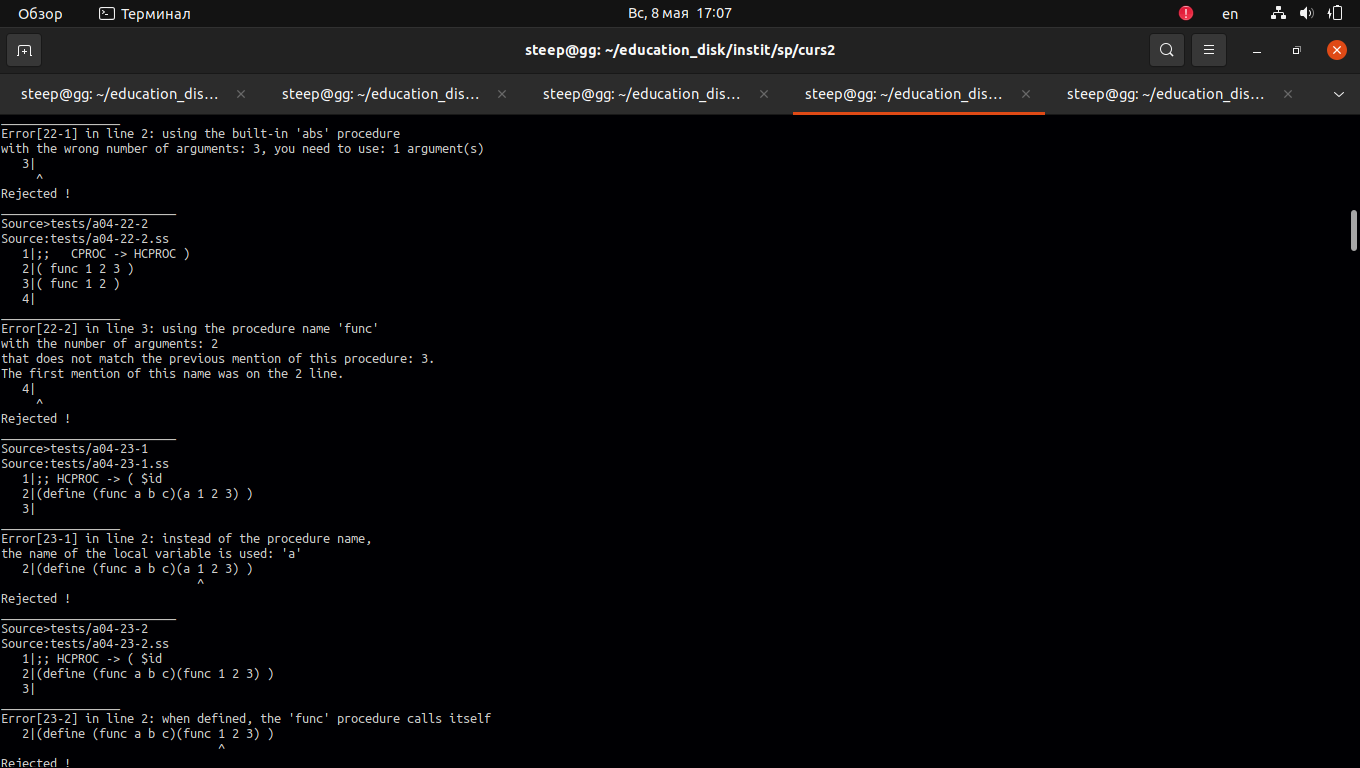 Обзор
Терминал
Вс, 8 мая 17:07
en
steep@gg: ~/education_disk/instit/sp/curs2
steep@gg: ~/education_dis…
steep@gg: ~/education_dis…
steep@gg: ~/education_dis…
steep@gg: ~/education_dis…
steep@gg: ~/education_dis…
_________________
Error[22-1] in line 2: using the built-in 'abs' procedure
with the wrong number of arguments: 3, you need to use: 1 argument(s)
   3|
     ^
Rejected !
_________________________
Source>tests/a04-22-2
Source:tests/a04-22-2.ss
   1|;;   CPROC -> HCPROC )
   2|( func 1 2 3 )
   3|( func 1 2 )
   4|
_________________
Error[22-2] in line 3: using the procedure name 'func'
with the number of arguments: 2
that does not match the previous mention of this procedure: 3.
The first mention of this name was on the 2 line.
   4|
     ^
Rejected !
_________________________
Source>tests/a04-23-1
Source:tests/a04-23-1.ss
   1|;; HCPROC -> ( $id
   2|(define (func a b c)(a 1 2 3) )
   3|
_________________
Error[23-1] in line 2: instead of the procedure name,
the name of the local variable is used: 'a'
   2|(define (func a b c)(a 1 2 3) )
                            ^
Rejected !
_________________________
Source>tests/a04-23-2
Source:tests/a04-23-2.ss
   1|;; HCPROC -> ( $id
   2|(define (func a b c)(func 1 2 3) )
   3|
_________________
Error[23-2] in line 2: when defined, the 'func' procedure calls itself
   2|(define (func a b c)(func 1 2 3) )
                               ^
Rejected !